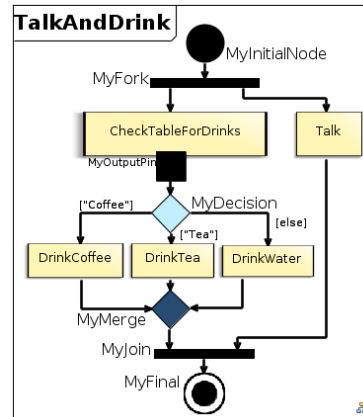 TalkAndDrink
MyInitialNode
MyFork
CheckTableForDrinks
Talk
MyOutputPin
MyDecision
["Coffee"]
["Tea"]
[else]
DrinkCoffee
DrinkTea
DrinkWater
MyMerge
MyJoin
MyFinal